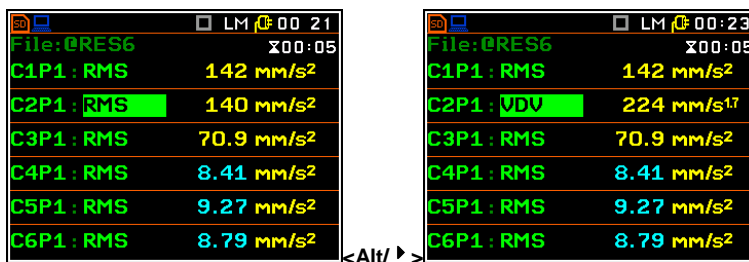 SD LM 00 21
File:@RES6 00:05
C1P1:RMS 142 mm/s²
C2P1:RMS 140 mm/s²
C3P1:RMS 70.9 mm/s²
C4P1:RMS 8.41 mm/s²
C5P1:RMS 9.27 mm/s²
C6P1:RMS 8.79 mm/s²
<Alt/ >
SD LM 00:23
File:@RES6 00:05
C1P1:RMS 142 mm/s²
C2P1:VDV 224 mm/s¹·⁷
C3P1:RMS 70.9 mm/s²
C4P1:RMS 8.41 mm/s²
C5P1:RMS 9.27 mm/s²
C6P1:RMS 8.79 mm/s²